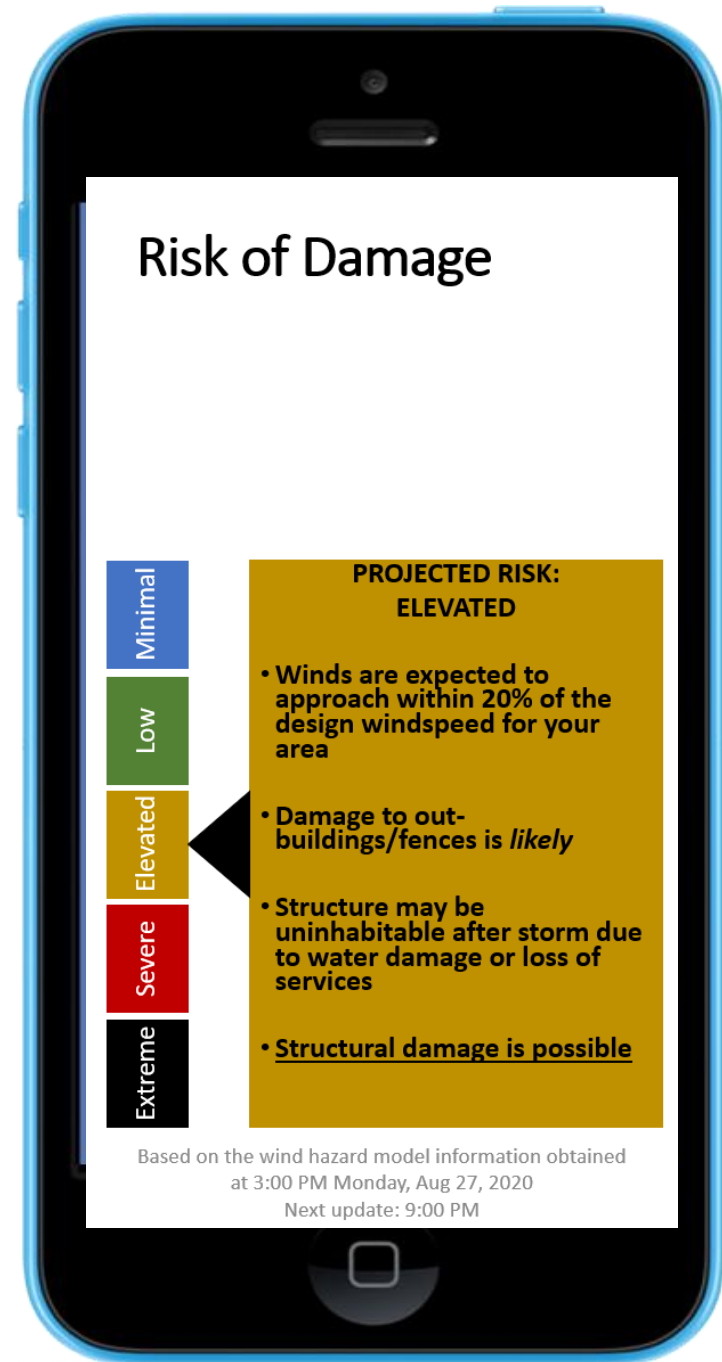 Risk of Damage
Minimal
Low
Elevated
Severe
Extreme
PROJECTED RISK:
ELEVATED
• Winds are expected to
approach within 20% of the
design windspeed for your
area
• Damage to out-
buildings/fences is likely
• Structure may be
uninhabitable after storm due
to water damage or loss of
services
• Structural damage is possible
Based on the wind hazard model information obtained
at 3:00 PM Monday, Aug 27, 2020
Next update: 9:00 PM